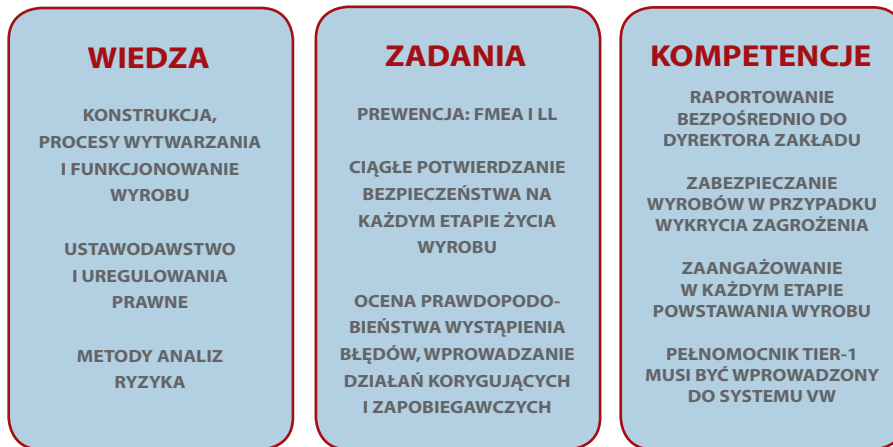 WIEDZA
KONSTRUKCJA,
PROCESY WYTWARZANIA
I FUNKCJONOWANIE
WYROBU
USTAWODAWSTWO
I UREGULOWANIA
PRAWNE
METODY ANALIZ
RYZYKA
ZADANIA
PREWENCJA: FMEA I LL
CIĄGŁE POTWIERDZANIE
BEZPIECZEŃSTWA NA
KAŻDYM ETAPIE ŻYCIA
WYROBU
OCENA PRAWDOPODO-
BIEŃSTWA WYSTĄPIENIA
BŁĘDÓW, WPROWADZANIE
DZIAŁAŃ KORYGUJĄCYCH
I ZAPOBIEGAWCZYCH
KOMPETENCJE
RAPORTOWANIE
BEZPOŚREDNIO DO
DYREKTORA ZAKŁADU
ZABEZPIECZANIE
WYROBÓW W PRZYPADKU
WYKRYCIA ZAGROŻENIA
ZAANGAŻOWANIE
W KAŻDYM ETAPIE
POWSTAWANIA WYROBU
PEŁNOMOCNIK TIER-1
MUSI BYĆ WPROWADZONY
DO SYSTEMU VW